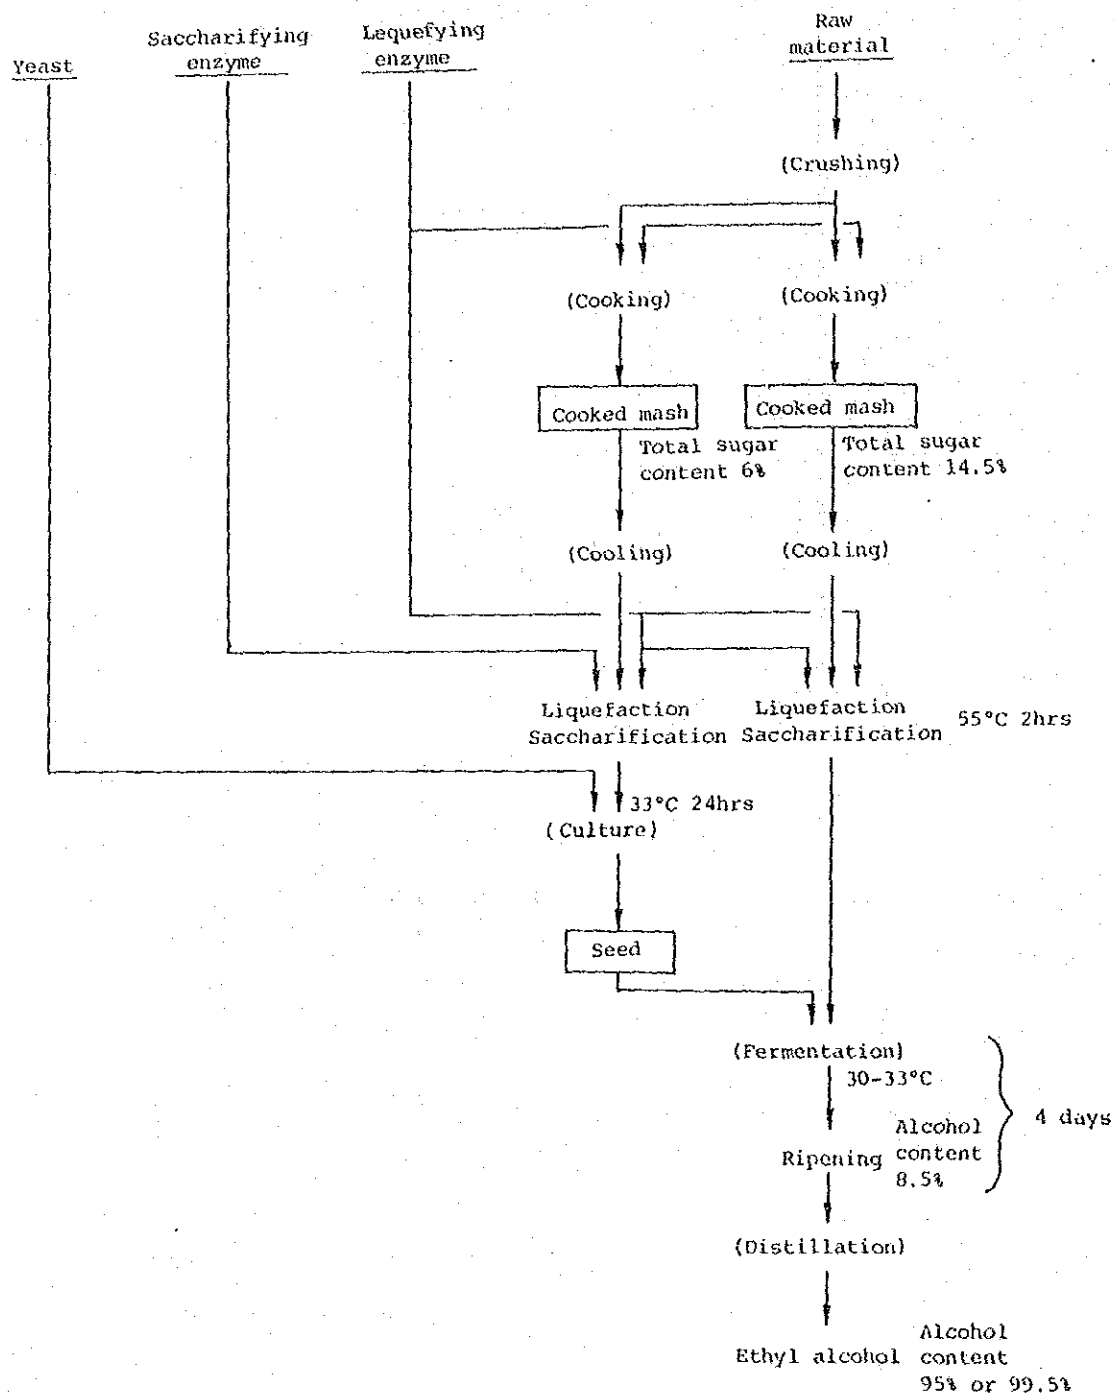 Yeast
Saccharifying
enzyme
Lequefying
enzyme
Raw
material
(Crushing)
(Cooking)
(Cooking)
Cooked mash
Cooked mash
Total sugar
content 6%
Total sugar
content 14.5%
(Cooling)
(Cooling)
Liquefaction
Saccharification
Liquefaction
Saccharification
55°C 2hrs
33°C 24hrs
(Culture)
Seed
(Fermentation)
30-33°C
Ripening
Alcohol
content
8.5%
4 days
(Distillation)
Ethyl alcohol
Alcohol
content
95% or 99.5%